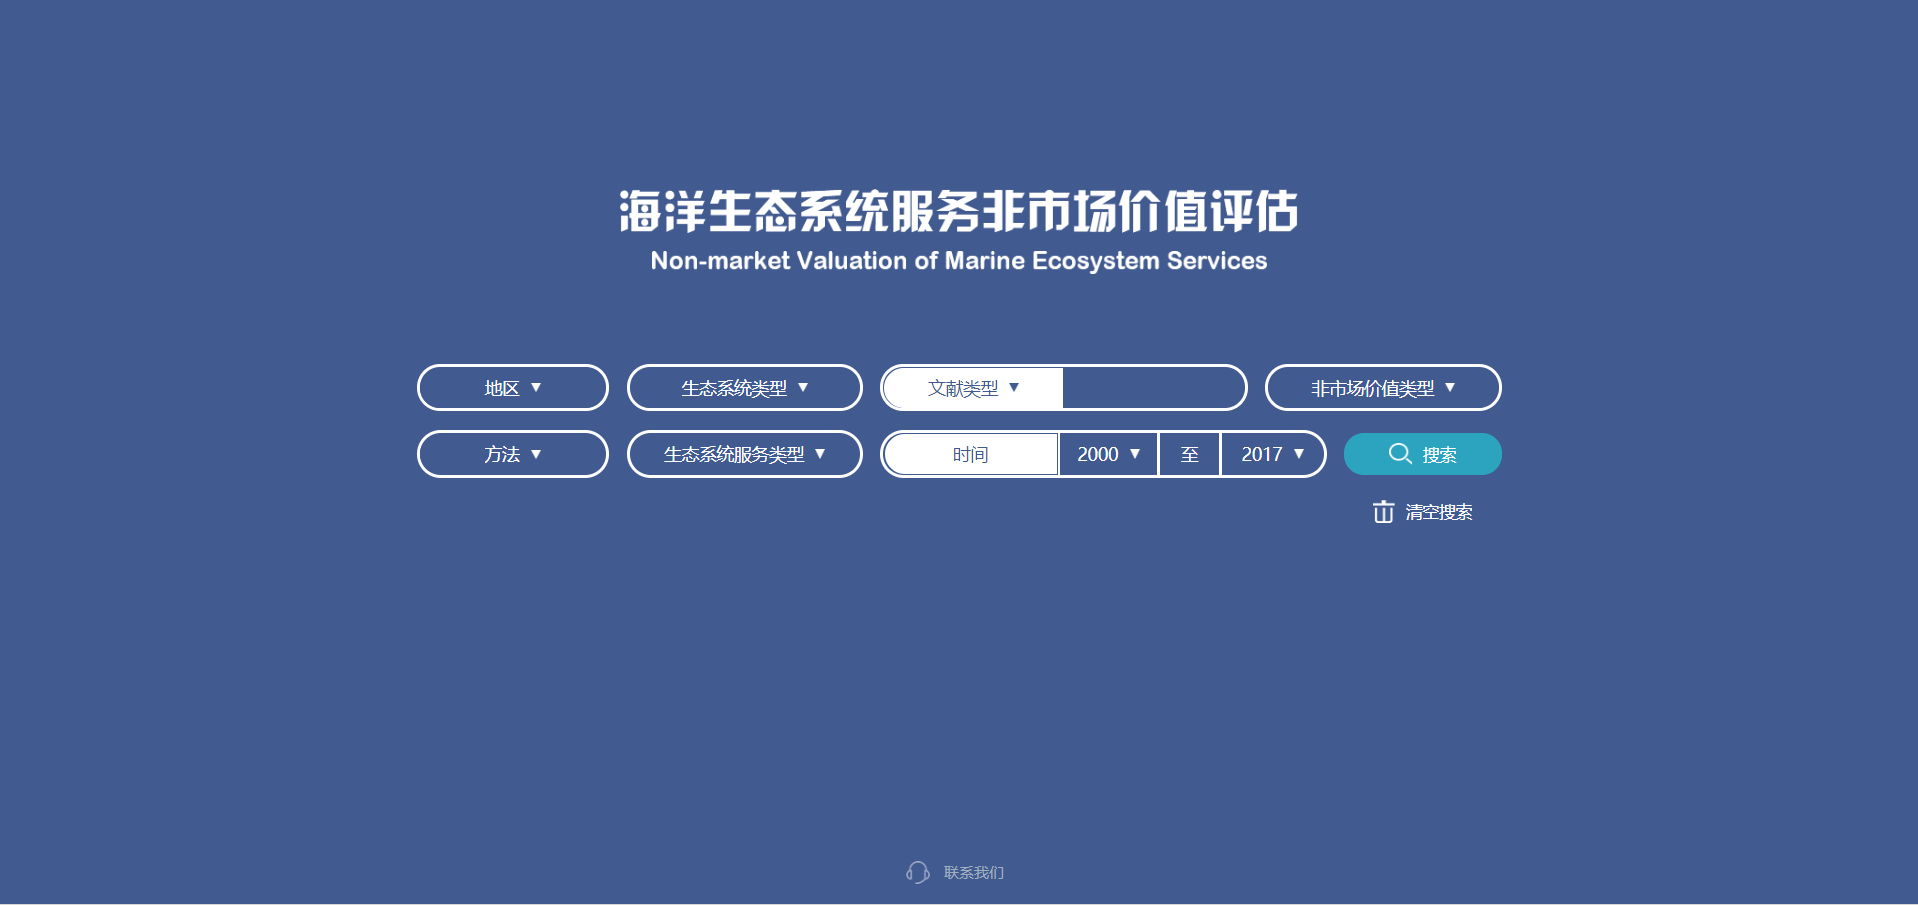 海洋生态系统服务非市场价值评估
Non-market Valuation of Marine Ecosystem Services
地区 ▼ 生态系统类型 ▼ 文献类型 ▼ 非市场价值类型 ▼
方法 ▼ 生态系统服务类型 ▼ 时间 2000 ▼ 至 2017 ▼ 搜索
清空搜索
联系我们